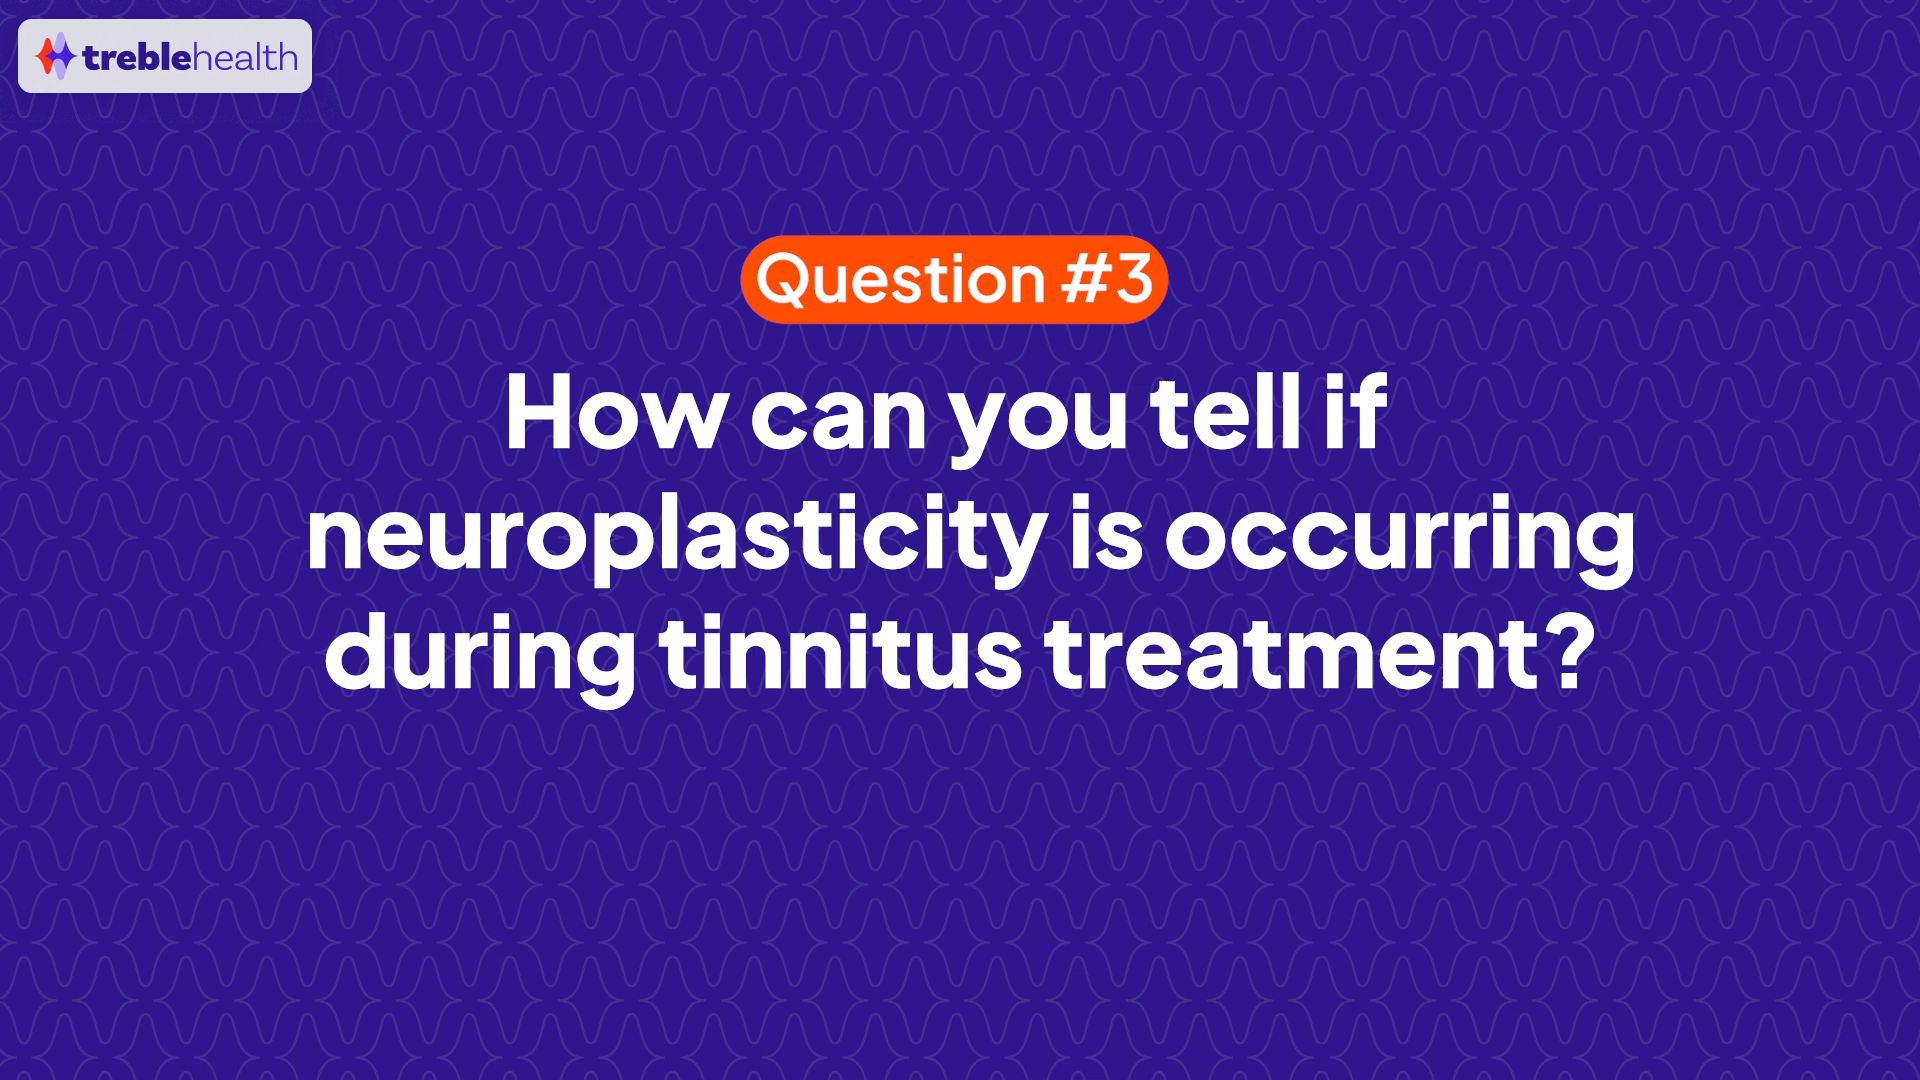 treblehealth
Question #3
How can you tell if
neuroplasticity is occurring
during tinnitus treatment?